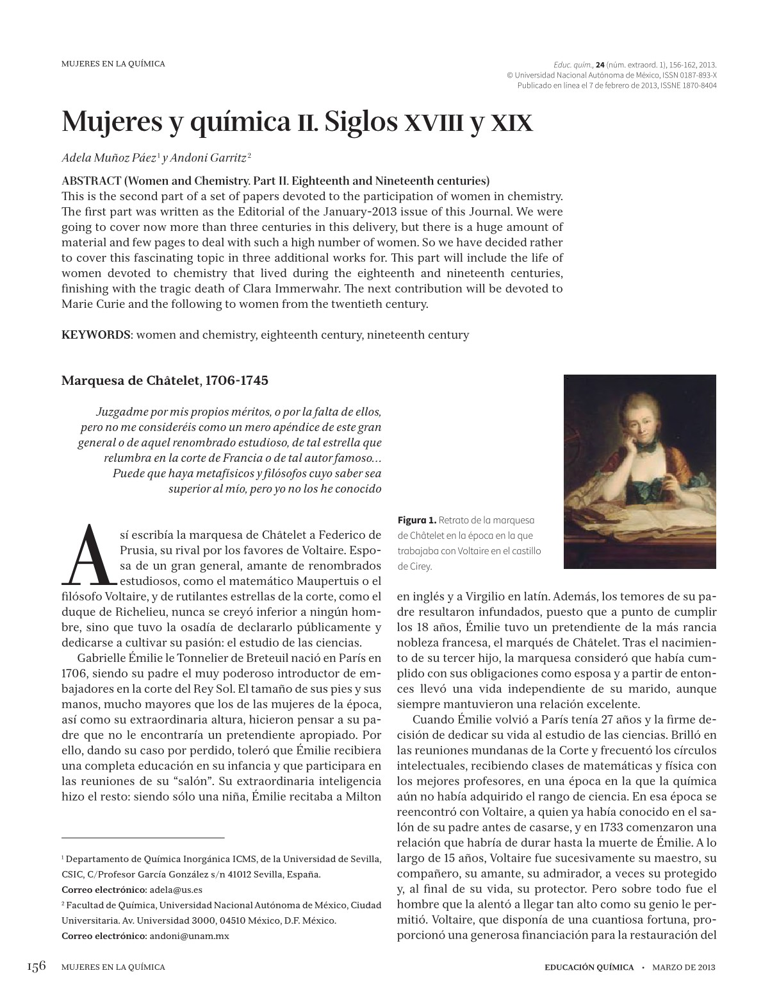 MUJERES EN LA QUÍMICA
Educ. quím., 24 (núm. extraord. 1), 156-162, 2013.
© Universidad Nacional Autónoma de México, ISSN 0187-893-X
Publicado en línea el 7 de febrero de 2013, ISSNE 1870-8404
Mujeres y química II. Siglos XVIII y XIX
Adela Muñoz Páez¹ y Andoni Garritz²
ABSTRACT (Women and Chemistry. Part II. Eighteenth and Nineteenth centuries)
This is the second part of a set of papers devoted to the participation of women in chemistry.
The first part was written as the Editorial of the January-2013 issue of this Journal. We were
going to cover now more than three centuries in this delivery, but there is a huge amount of
material and few pages to deal with such a high number of women. So we have decided rather
to cover this fascinating topic in three additional works for. This part will include the life of
women devoted to chemistry that lived during the eighteenth and nineteenth centuries,
finishing with the tragic death of Clara Immerwahr. The next contribution will be devoted to
Marie Curie and the following to women from the twentieth century.
KEYWORDS: women and chemistry, eighteenth century, nineteenth century
Marquesa de Châtelet, 1706-1745
Juzgadme por mis propios méritos, o por la falta de ellos,
pero no me consideréis como un mero apéndice de este gran
general o de aquel renombrado estudioso, de tal estrella que
relumbra en la corte de Francia o de tal autor famoso…
Puede que haya metafísicos y filósofos cuyo saber sea
superior al mío, pero yo no los he conocido
Así escribía la marquesa de Châtelet a Federico de
Prusia, su rival por los favores de Voltaire. Espo-
sa de un gran general, amante de renombrados
estudiosos, como el matemático Maupertuis o el
filósofo Voltaire, y de rutilantes estrellas de la corte, como el
duque de Richelieu, nunca se creyó inferior a ningún hom-
bre, sino que tuvo la osadía de declararlo públicamente y
dedicarse a cultivar su pasión: el estudio de las ciencias.
Gabrielle Émilie le Tonnelier de Breteuil nació en París en
1706, siendo su padre el muy poderoso introductor de em-
bajadores en la corte del Rey Sol. El tamaño de sus pies y sus
manos, mucho mayores que los de las mujeres de la época,
así como su extraordinaria altura, hicieron pensar a su pa-
dre que no le encontraría un pretendiente apropiado. Por
ello, dando su caso por perdido, toleró que Émilie recibiera
una completa educación en su infancia y que participara en
las reuniones de su “salón”. Su extraordinaria inteligencia
hizo el resto: siendo sólo una niña, Émilie recitaba a Milton
¹ Departamento de Química Inorgánica ICMS, de la Universidad de Sevilla,
CSIC, C/Profesor García González s/n 41012 Sevilla, España.
Correo electrónico: adela@us.es
² Facultad de Química, Universidad Nacional Autónoma de México, Ciudad
Universitaria. Av. Universidad 3000, 04510 México, D.F. México.
Correo electrónico: andoni@unam.mx
Figura 1. Retrato de la marquesa
de Châtelet en la época en la que
trabajaba con Voltaire en el castillo
de Cirey.
en inglés y a Virgilio en latín. Además, los temores de su pa-
dre resultaron infundados, puesto que a punto de cumplir
los 18 años, Émilie tuvo un pretendiente de la más rancia
nobleza francesa, el marqués de Châtelet. Tras el nacimien-
to de su tercer hijo, la marquesa consideró que había cum-
plido con sus obligaciones como esposa y a partir de enton-
ces llevó una vida independiente de su marido, aunque
siempre mantuvieron una relación excelente.
Cuando Émilie volvió a París tenía 27 años y la firme de-
cisión de dedicar su vida al estudio de las ciencias. Brilló en
las reuniones mundanas de la Corte y frecuentó los círculos
intelectuales, recibiendo clases de matemáticas y física con
los mejores profesores, en una época en la que la química
aún no había adquirido el rango de ciencia. En esa época se
reencontró con Voltaire, a quien ya había conocido en el sa-
lón de su padre antes de casarse, y en 1733 comenzaron una
relación que habría de durar hasta la muerte de Émilie. A lo
largo de 15 años, Voltaire fue sucesivamente su maestro, su
compañero, su amante, su admirador, a veces su protegido
y, al final de su vida, su protector. Pero sobre todo fue el
hombre que la alentó a llegar tan alto como su genio le per-
mitió. Voltaire, que disponía de una cuantiosa fortuna, pro-
porcionó una generosa financiación para la restauración del
156 MUJERES EN LA QUÍMICA
EDUCACIÓN QUÍMICA • MARZO DE 2013